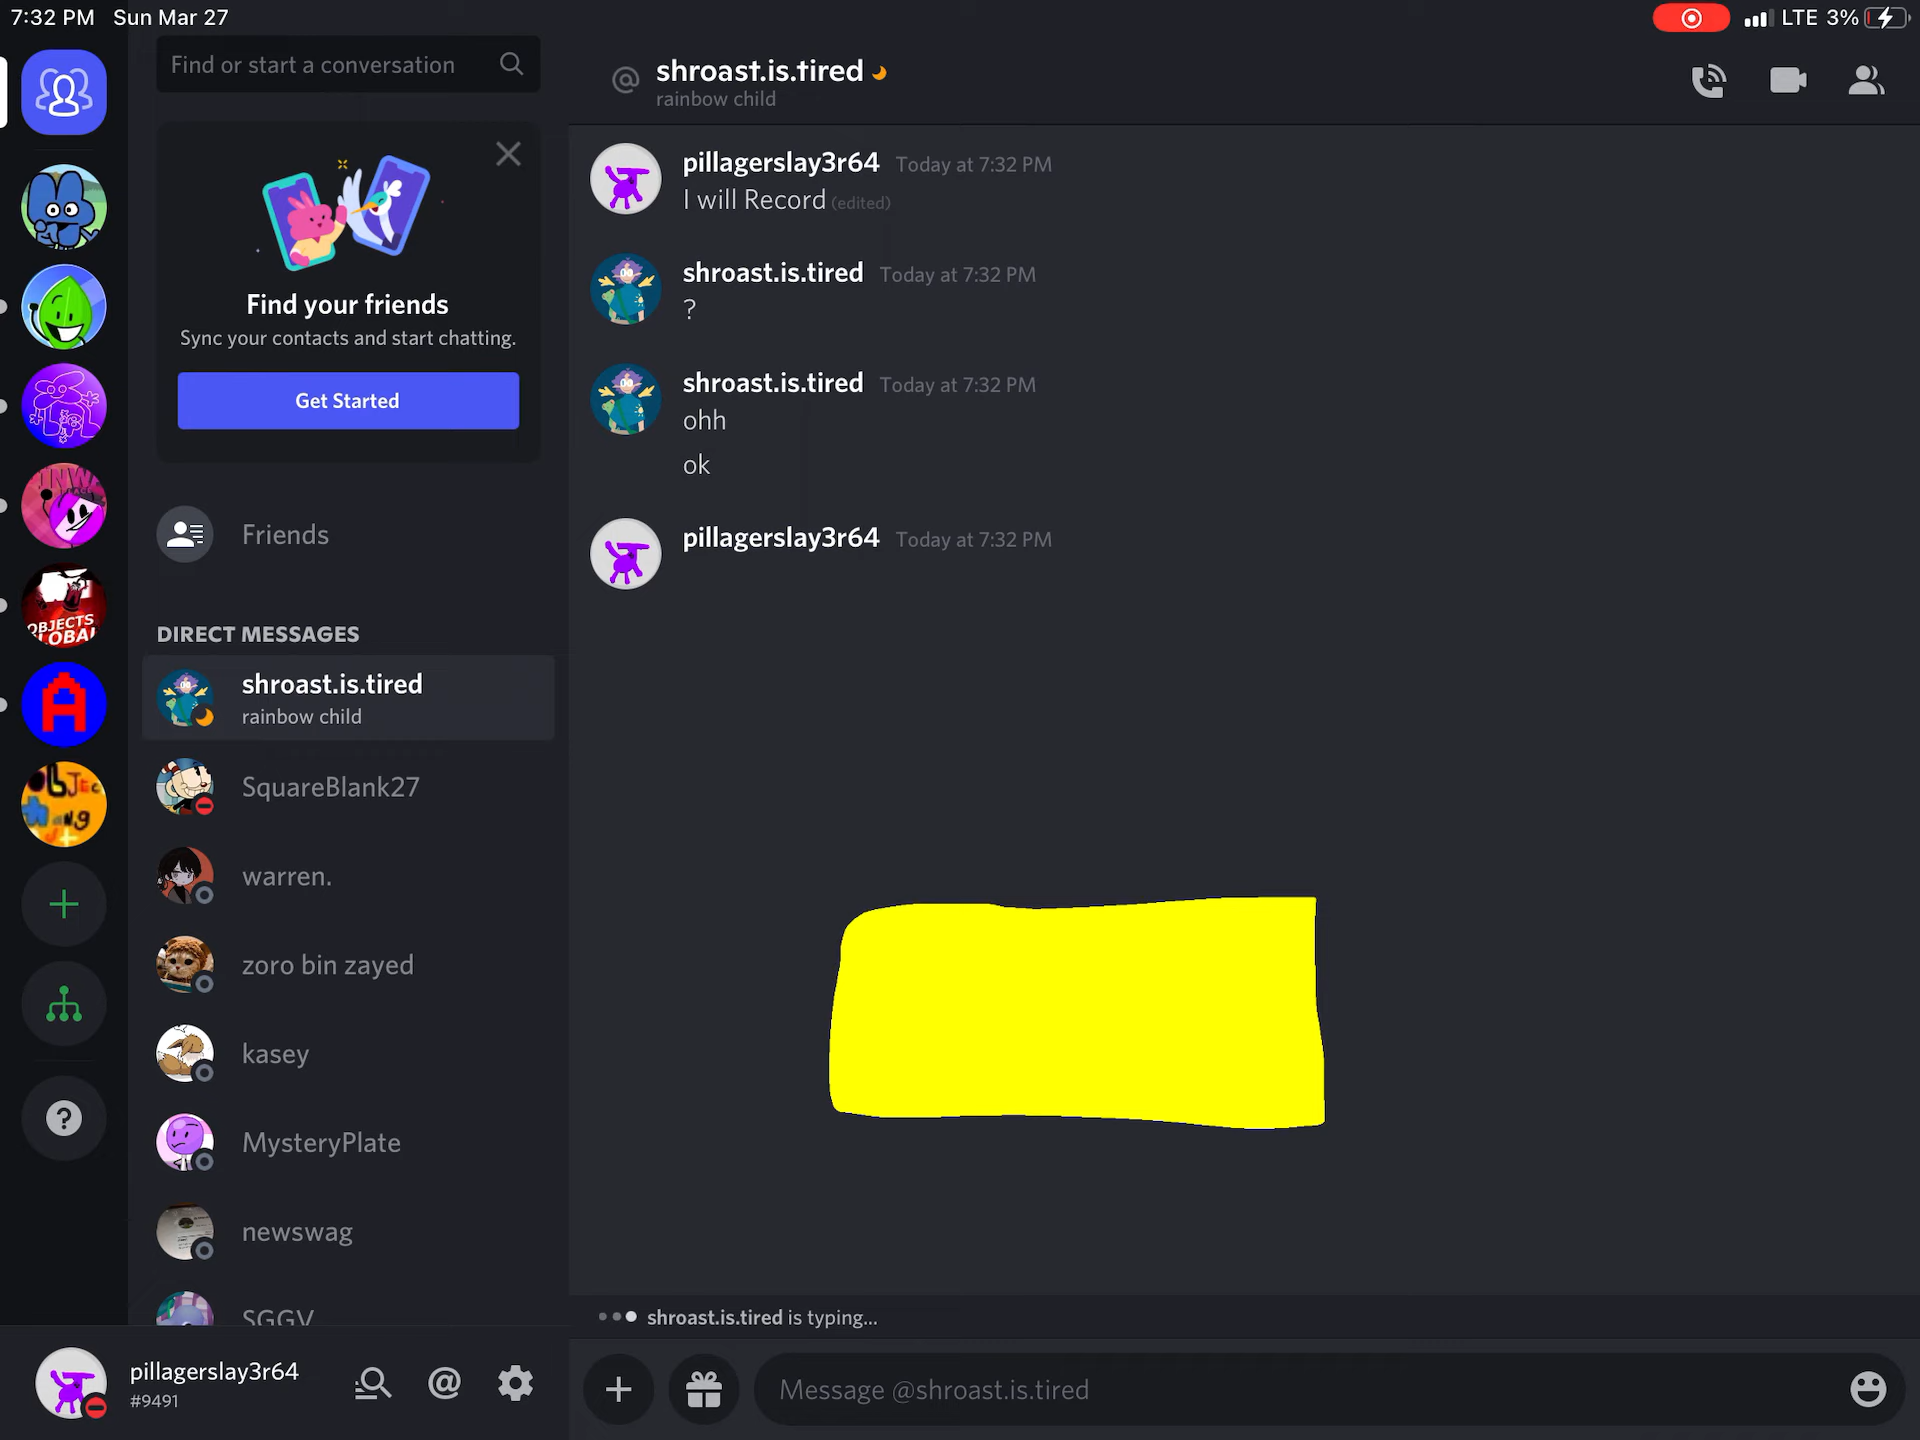 7:32 PM Sun Mar 27
LTE 3%
Find or start a conversation
Find your friends
Sync your contacts and start chatting.
Get Started
Friends
DIRECT MESSAGES
shroast.is.tired
rainbow child
SquareBlank27
warren.
zoro bin zayed
kasey
MysteryPlate
newswag
SGGV
pillagerslay3r64
#9491
OBJECTS
A
@ shroast.is.tired
rainbow child
pillagerslay3r64 Today at 7:32 PM
I will Record (edited)
shroast.is.tired Today at 7:32 PM
?
shroast.is.tired Today at 7:32 PM
ohh
ok
pillagerslay3r64 Today at 7:32 PM
shroast.is.tired is typing...
Message @shroast.is.tired